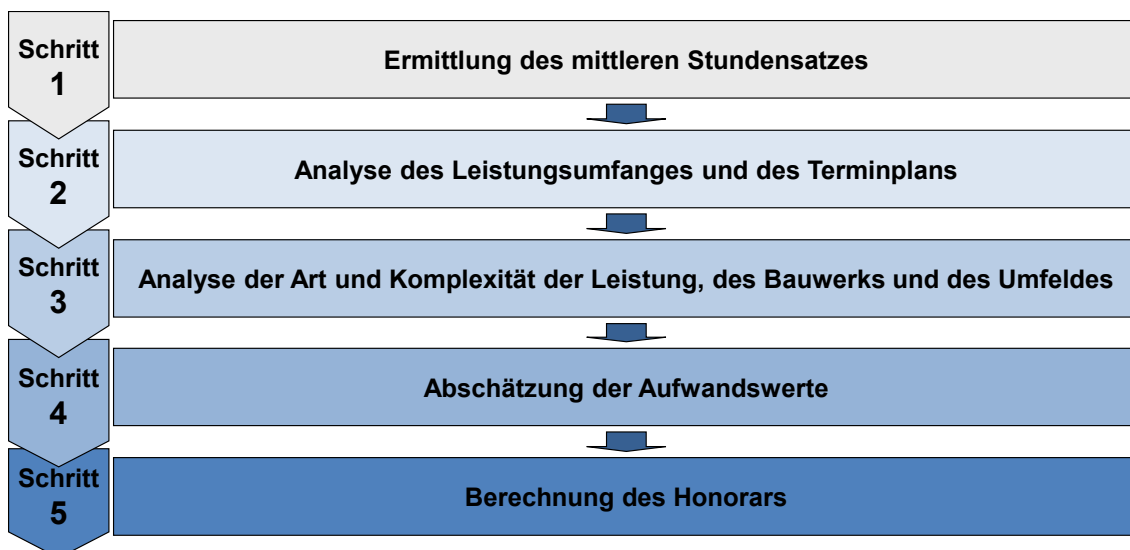 Schritt
1
Ermittlung des mittleren Stundensatzes
Schritt
2
Analyse des Leistungsumfanges und des Terminplans
Schritt
3
Analyse der Art und Komplexität der Leistung, des Bauwerks und des Umfeldes
Schritt
4
Abschätzung der Aufwandswerte
Schritt
5
Berechnung des Honorars